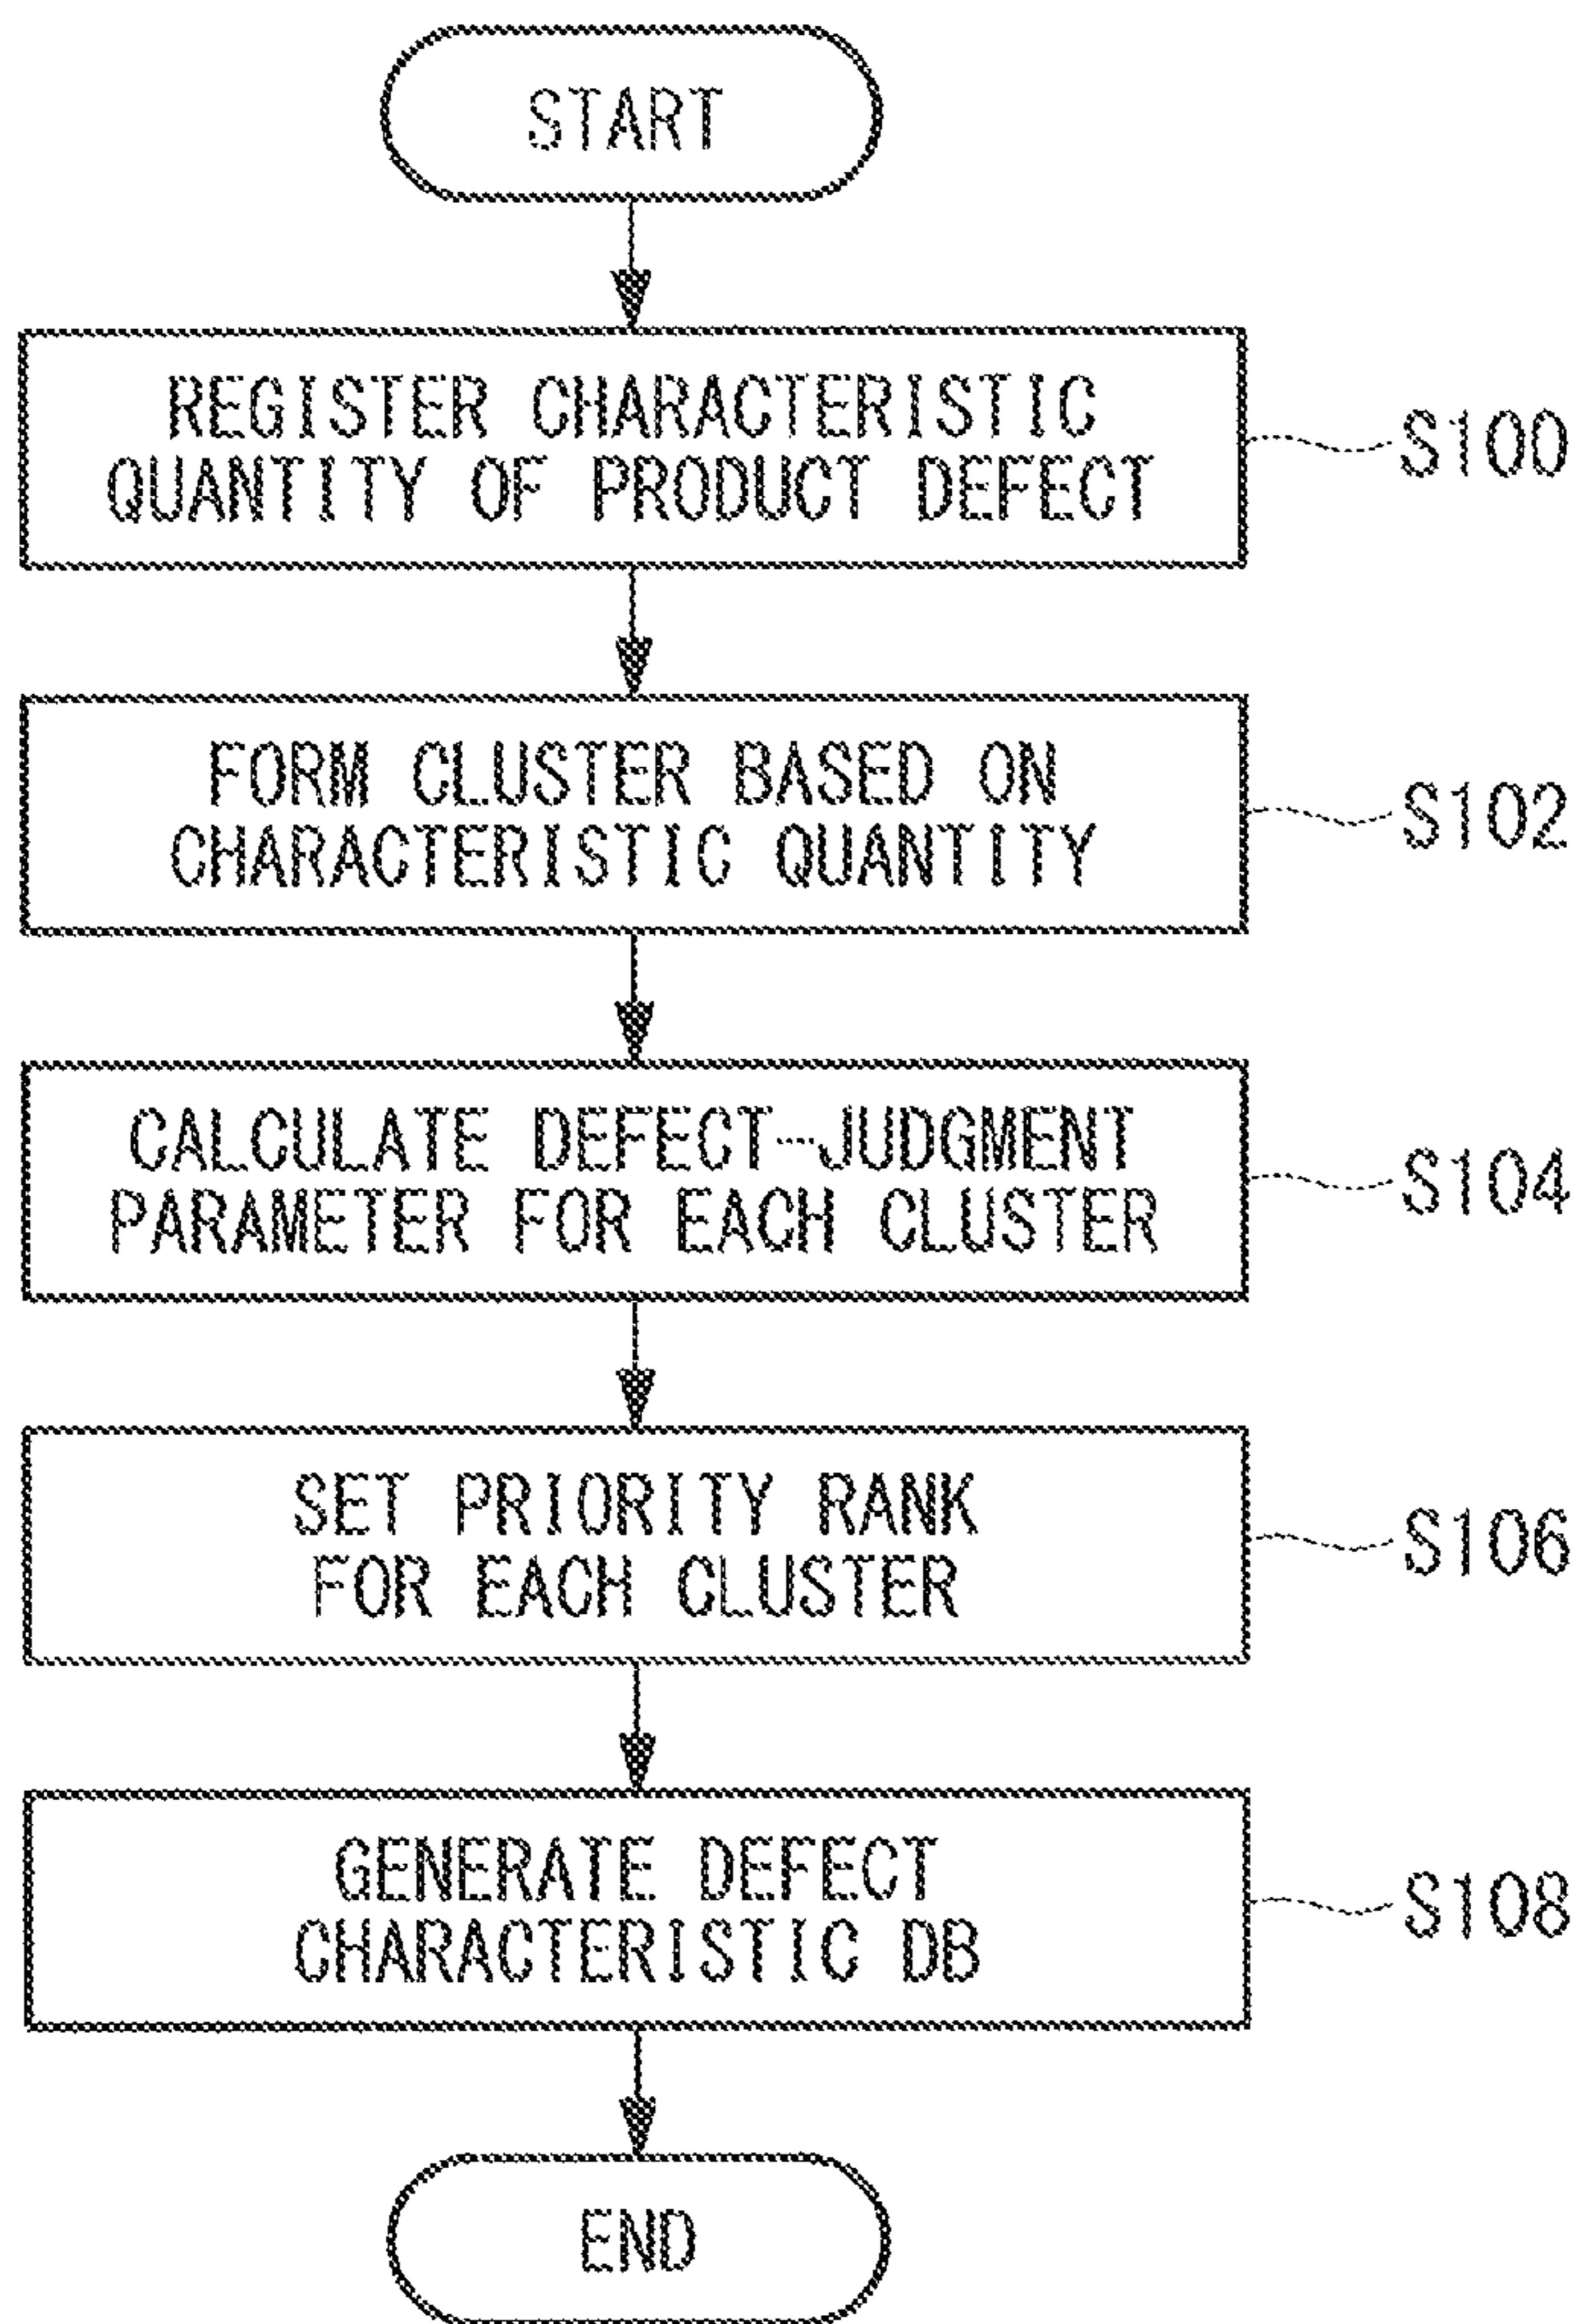 START
REGISTER CHARACTERISTIC
QUANTITY OF PRODUCT DEFECT
S100
FORM CLUSTER BASED ON
CHARACTERISTIC QUANTITY
S102
CALCULATE DEFECT-JUDGMENT
PARAMETER FOR EACH CLUSTER
S104
SET PRIORITY RANK
FOR EACH CLUSTER
S106
GENERATE DEFECT
CHARACTERISTIC DB
S108
END